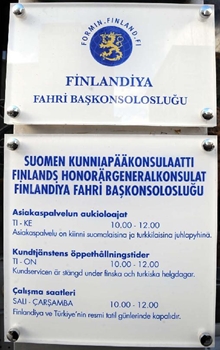 FORMIN.FINLAND.FI
FİNLANDİYA
FAHRİ BAŞKONSOLOSLUĞU
SUOMEN KUNNIAPÄÄKONSULAATTI
FINLANDS HONORÄRGENERALKONSULAT
FİNLANDİYA FAHRİ BAŞKONSOLOSLUĞU
Asiakaspalvelun aukioloajat
TI - KE 10.00 - 12.00
Asiakaspalvelu on kiinni suomalaisina ja turkkilaisina juhlapyhinä.
Kundtjänstens öppethållningstider
TI - ON 10.00 - 12.00
Kundservicen är stängd under finska och turkiska helgdagar.
Çalışma saatleri
SALI - ÇARŞAMBA 10.00 - 12.00
Finlandiya ve Türkiye'nin resmi tatil günlerinde kapalıdır.